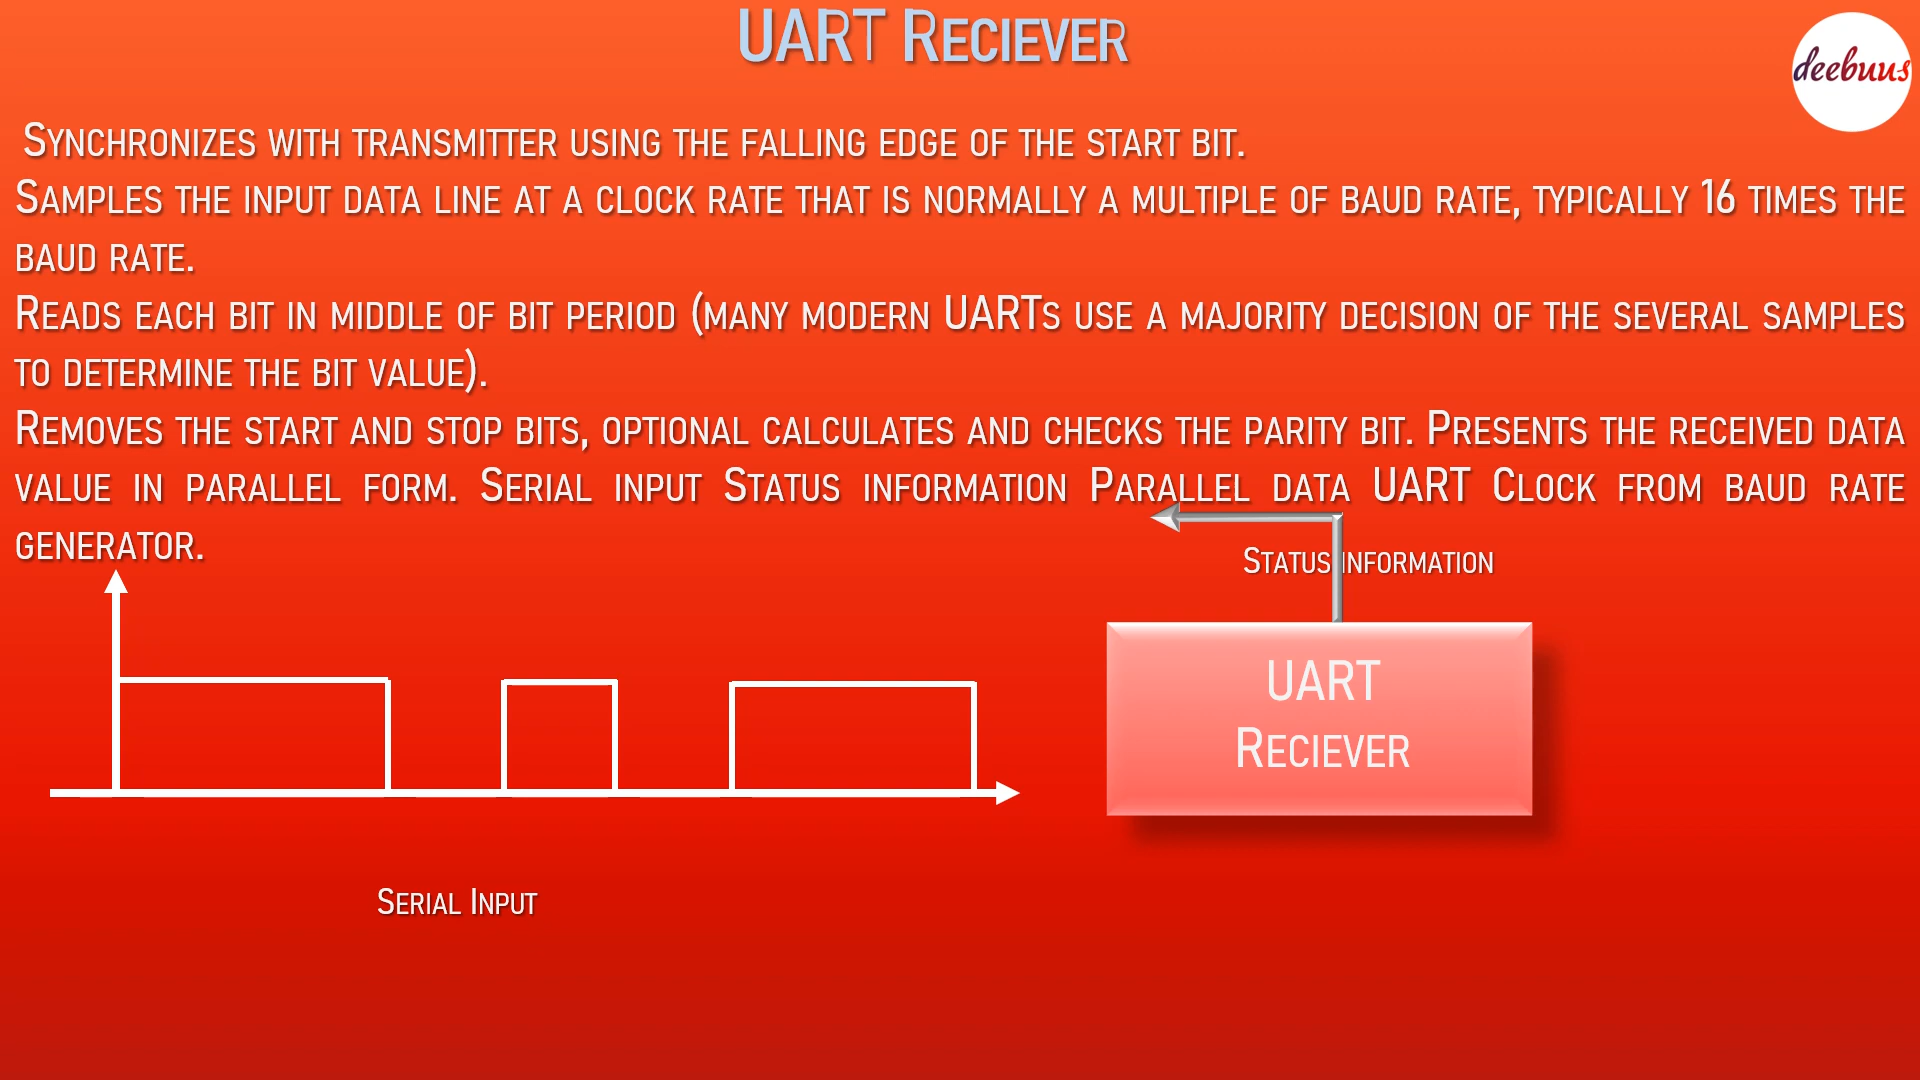 UART Reciever
deebuus
Synchronizes with transmitter using the falling edge of the start bit.
Samples the input data line at a clock rate that is normally a multiple of baud rate, typically 16 times the
baud rate.
Reads each bit in middle of bit period (many modern UARTs use a majority decision of the several samples
to determine the bit value).
Removes the start and stop bits, optional calculates and checks the parity bit. Presents the received data
value in parallel form. Serial input Status information Parallel data UART Clock from baud rate
generator.
Status information
UART
Reciever
Serial Input